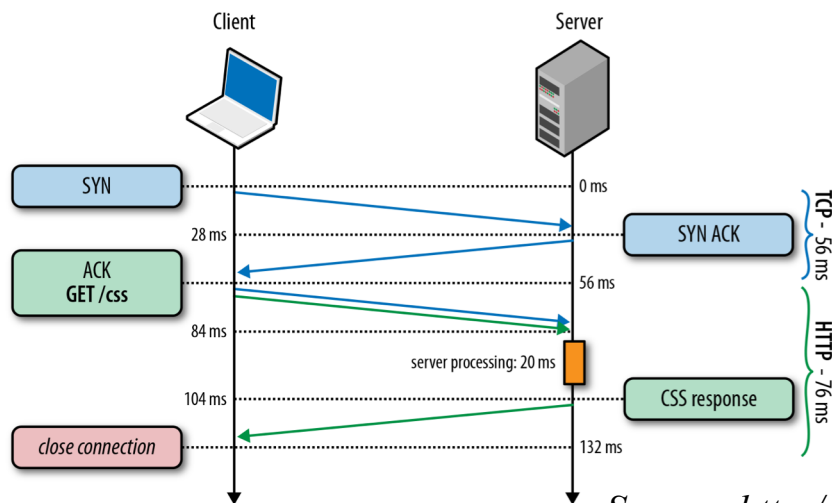 Client
Server
SYN
0 ms
28 ms
SYN ACK
TCP - 56 ms
ACK
GET /css
56 ms
84 ms
server processing: 20 ms
HTTP - 76 ms
104 ms
CSS response
close connection
132 ms